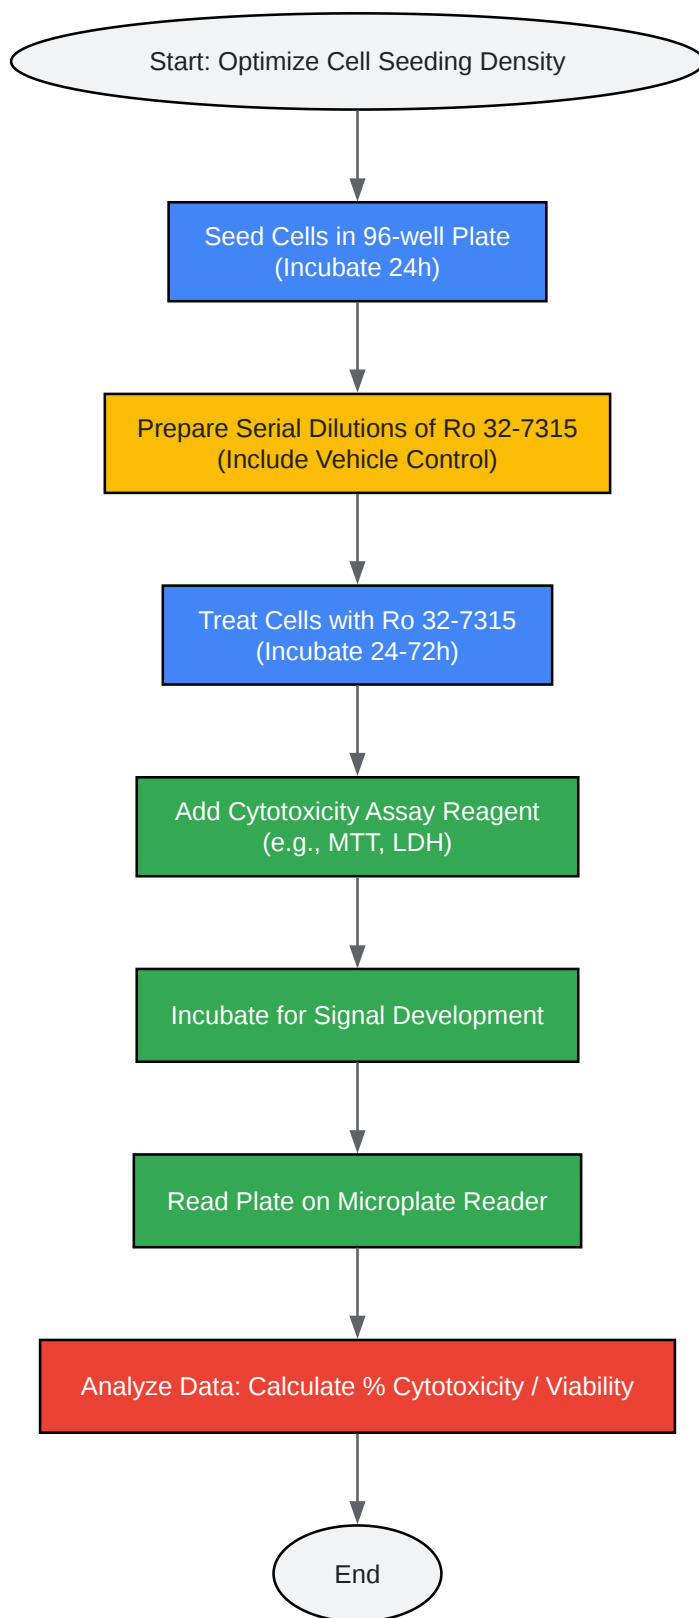 Start: Optimize Cell Seeding Density
Seed Cells in 96-well Plate
(Incubate 24h)
Prepare Serial Dilutions of Ro 32-7315
(Include Vehicle Control)
Treat Cells with Ro 32-7315
(Incubate 24-72h)
Add Cytotoxicity Assay Reagent
(e.g., MTT, LDH)
Incubate for Signal Development
Read Plate on Microplate Reader
Analyze Data: Calculate % Cytotoxicity / Viability
End